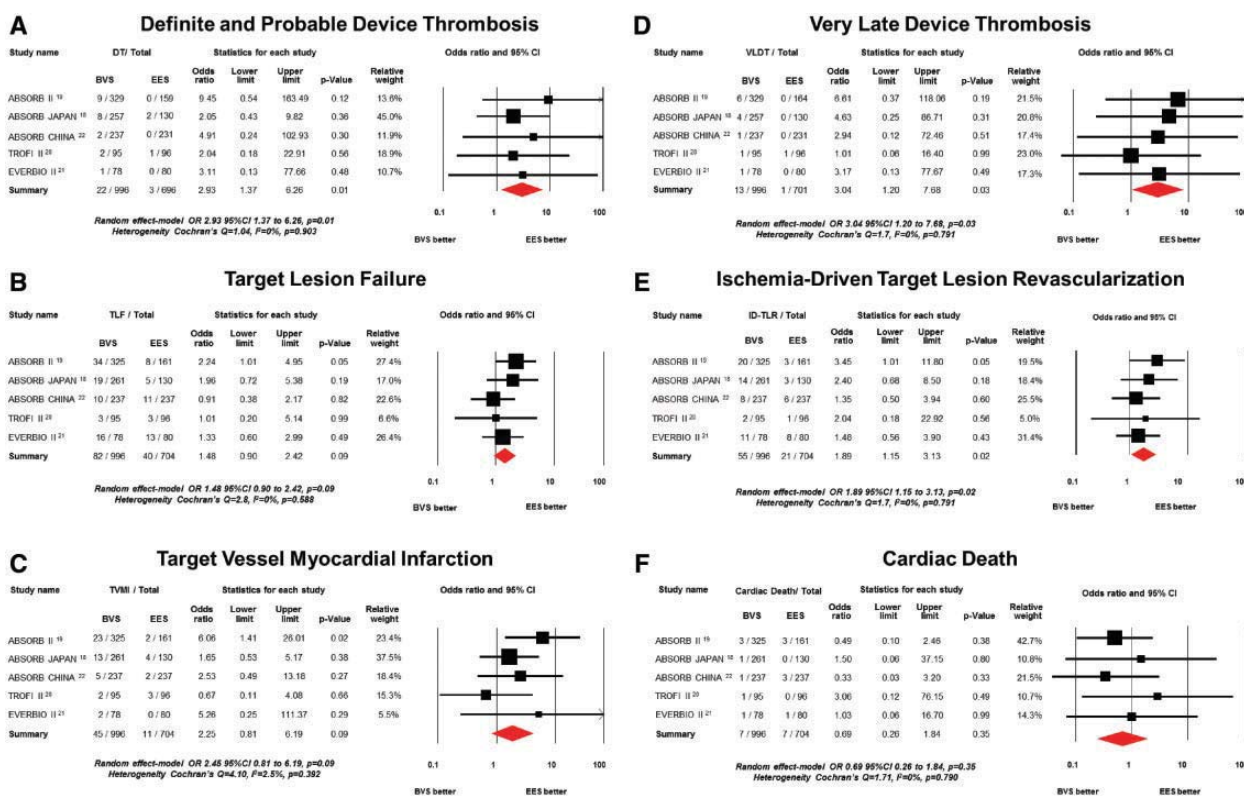 A Definite and Probable Device Thrombosis
Study name DT/ Total Statistics for each study Odds ratio and 95% CI
BVS EES Odds ratio Lower limit Upper limit p-Value Relative weight
ABSORB II 19 9 / 329 0 / 159 9.45 0.54 163.49 0.12 13.6%
ABSORB JAPAN 18 8 / 257 2 / 130 2.05 0.43 9.82 0.36 45.0%
ABSORB CHINA 22 2 / 237 0 / 231 4.91 0.24 102.93 0.30 11.9%
TROFI II 20 2 / 95 1 / 96 2.04 0.18 22.91 0.56 18.9%
EVERBIO II 21 1 / 78 0 / 80 3.11 0.13 77.66 0.48 10.7%
Summary 22 / 996 3 / 696 2.93 1.37 6.26 0.01
0.1 1 10 100
Random effect-model OR 2.93 95%CI 1.37 to 6.26, p=0.01
Heterogeneity Cochran's Q=1.04, I²=0%, p=0.903
BVS better EES better
B Target Lesion Failure
Study name TLF / Total Statistics for each study Odds ratio and 95% CI
BVS EES Odds ratio Lower limit Upper limit p-Value Relative weight
ABSORB II 19 34 / 325 8 / 161 2.24 1.01 4.95 0.05 27.4%
ABSORB JAPAN 18 19 / 261 5 / 130 1.96 0.72 5.38 0.19 17.0%
ABSORB CHINA 22 10 / 237 11 / 237 0.91 0.38 2.17 0.82 22.6%
TROFI II 20 3 / 95 3 / 96 1.01 0.20 5.14 0.99 6.6%
EVERBIO II 21 16 / 78 13 / 80 1.33 0.60 2.99 0.49 26.4%
Summary 82 / 996 40 / 704 1.48 0.90 2.42 0.09
0.1 1 10 100
Random effect-model OR 1.48 95%CI 0.90 to 2.42, p=0.09
Heterogeneity Cochran's Q=2.8, I²=0%, p=0.588
BVS better EES better
C Target Vessel Myocardial Infarction
Study name TVMI / Total Statistics for each study Odds ratio and 95% CI
BVS EES Odds ratio Lower limit Upper limit p-Value Relative weight
ABSORB II 19 23 / 325 2 / 161 6.06 1.41 26.01 0.02 23.4%
ABSORB JAPAN 18 13 / 261 4 / 130 1.65 0.53 5.17 0.38 37.5%
ABSORB CHINA 22 5 / 237 2 / 237 2.53 0.49 13.18 0.27 18.4%
TROFI II 20 2 / 95 3 / 96 0.67 0.11 4.08 0.66 15.3%
EVERBIO II 21 2 / 78 0 / 80 5.26 0.25 111.37 0.29 5.5%
Summary 45 / 996 11 / 704 2.25 0.81 6.19 0.09
0.1 1 10 100
Random effect-model OR 2.45 95%CI 0.81 to 6.19, p=0.09
Heterogeneity Cochran's Q=4.10, I²=2.5%, p=0.392
BVS better EES better
D Very Late Device Thrombosis
Study name VLDT / Total Statistics for each study Odds ratio and 95% CI
BVS EES Odds ratio Lower limit Upper limit p-Value Relative weight
ABSORB II 19 6 / 329 0 / 164 6.61 0.37 118.06 0.19 21.5%
ABSORB JAPAN 18 4 / 257 0 / 130 4.63 0.25 86.71 0.31 20.8%
ABSORB CHINA 22 1 / 237 0 / 231 2.94 0.12 72.46 0.51 17.4%
TROFI II 20 1 / 95 1 / 96 1.01 0.06 16.40 0.99 23.0%
EVERBIO II 21 1 / 78 0 / 80 3.17 0.13 77.67 0.49 17.3%
Summary 13 / 996 1 / 701 3.04 1.20 7.68 0.03
0.1 1 10 100
Random effect-model OR 3.04 95%CI 1.20 to 7.68, p=0.03
Heterogeneity Cochran's Q=1.7, I²=0%, p=0.791
BVS better EES better
E Ischemia-Driven Target Lesion Revascularization
Study name ID-TLR / Total Statistics for each study Odds ratio and 95% CI
BVS EES Odds ratio Lower limit Upper limit p-Value Relative weight
ABSORB II 19 20 / 325 3 / 161 3.45 1.01 11.80 0.05 19.5%
ABSORB JAPAN 18 14 / 261 3 / 130 2.40 0.68 8.50 0.18 18.4%
ABSORB CHINA 22 8 / 237 6 / 237 1.35 0.50 3.94 0.60 25.5%
TROFI II 20 2 / 95 1 / 96 2.04 0.18 22.92 0.56 5.0%
EVERBIO II 21 11 / 78 8 / 80 1.48 0.56 3.90 0.43 31.4%
Summary 55 / 996 21 / 704 1.89 1.15 3.13 0.02
0.1 1 10 100
Random effect-model OR 1.89 95%CI 1.15 to 3.13, p=0.02
Heterogeneity Cochran's Q=1.7, I²=0%, p=0.791
BVS better EES better
F Cardiac Death
Study name Cardiac Death/ Total Statistics for each study Odds ratio and 95% CI
BVS EES Odds ratio Lower limit Upper limit p-Value Relative weight
ABSORB II 19 3 / 325 3 / 161 0.49 0.10 2.46 0.38 42.7%
ABSORB JAPAN 18 1 / 261 0 / 130 1.50 0.06 37.15 0.80 10.8%
ABSORB CHINA 22 1 / 237 3 / 237 0.33 0.03 3.20 0.33 21.5%
TROFI II 20 1 / 95 0 / 96 3.06 0.12 76.15 0.49 10.7%
EVERBIO II 21 1 / 78 1 / 80 1.03 0.06 16.70 0.99 14.3%
Summary 7 / 996 7 / 704 0.69 0.26 1.84 0.35
0.1 1 10 100
Random effect-model OR 0.69 95%CI 0.26 to 1.84, p=0.35
Heterogeneity Cochran's Q=1.71, I²=0%, p=0.790
BVS better EES better